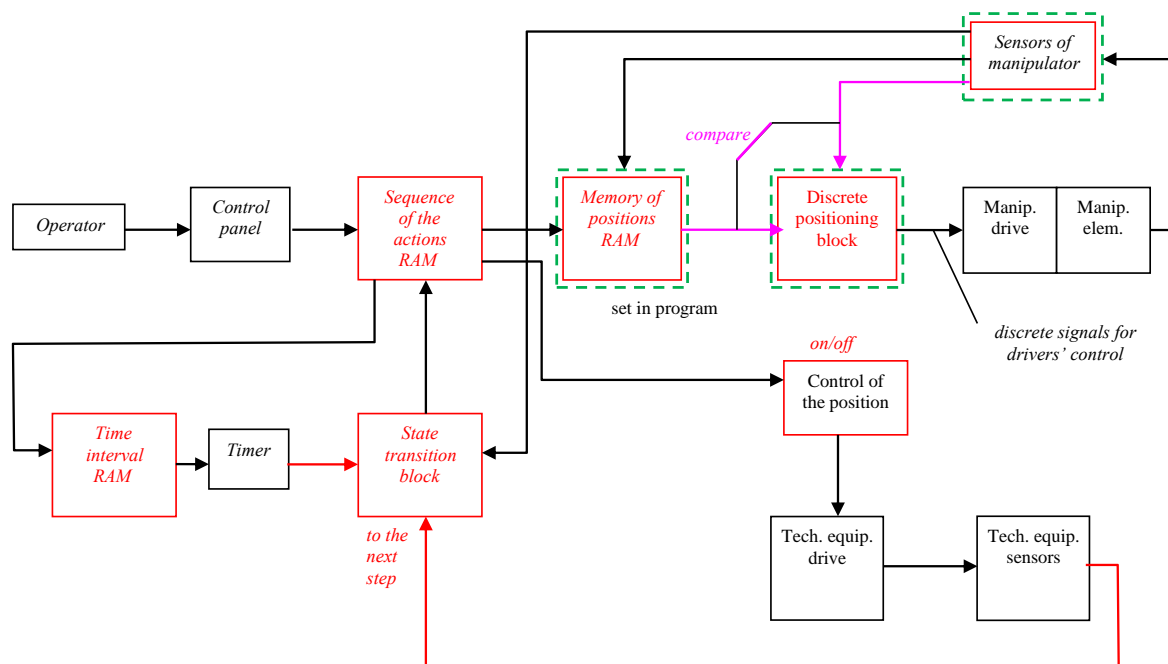 Sensors of
manipulator
compare
Operator
Control
panel
Sequence
of the
actions
RAM
Memory of
positions
RAM
Discrete
positioning
block
Manip.
drive
Manip.
elem.
set in program
discrete signals for
drivers’ control
on/off
Control of
the position
Time
interval
RAM
Timer
State
transition
block
to the
next
step
Tech. equip.
drive
Tech. equip.
sensors